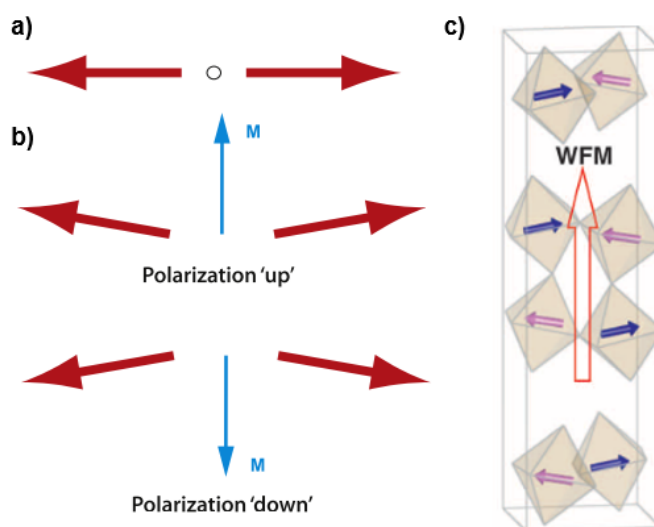 a)
b)
M
Polarization 'up'
M
Polarization 'down'
c)
WFM